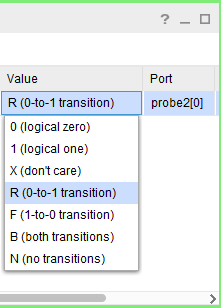 ?
Value Port
R (0-to-1 transition) probe2[0]
0 (logical zero)
1 (logical one)
X (don't care)
R (0-to-1 transition)
F (1-to-0 transition)
B (both transitions)
N (no transitions)